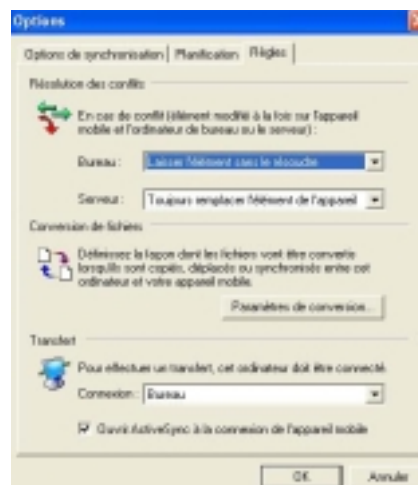 Options
Options de synchronisation | Planification | Règles
Résolution des conflits
En cas de conflit (élément modifié à la fois sur l'appareil
mobile et l'ordinateur de bureau ou le serveur) :
Bureau : Laisser l'élément sans le résoudre
Serveur : Toujours remplacer l'élément de l'appareil
Conversion de fichiers
Définissez la façon dont les fichiers vont être convertis
lorsqu'ils sont copiés, déplacés ou synchronisés entre cet
ordinateur et votre appareil mobile.
Paramètres de conversion...
Transfert
Pour effectuer un transfert, cet ordinateur doit être connecté.
Connexion : Bureau
Ouvrir ActiveSync à la connexion de l'appareil mobile
OK Annuler